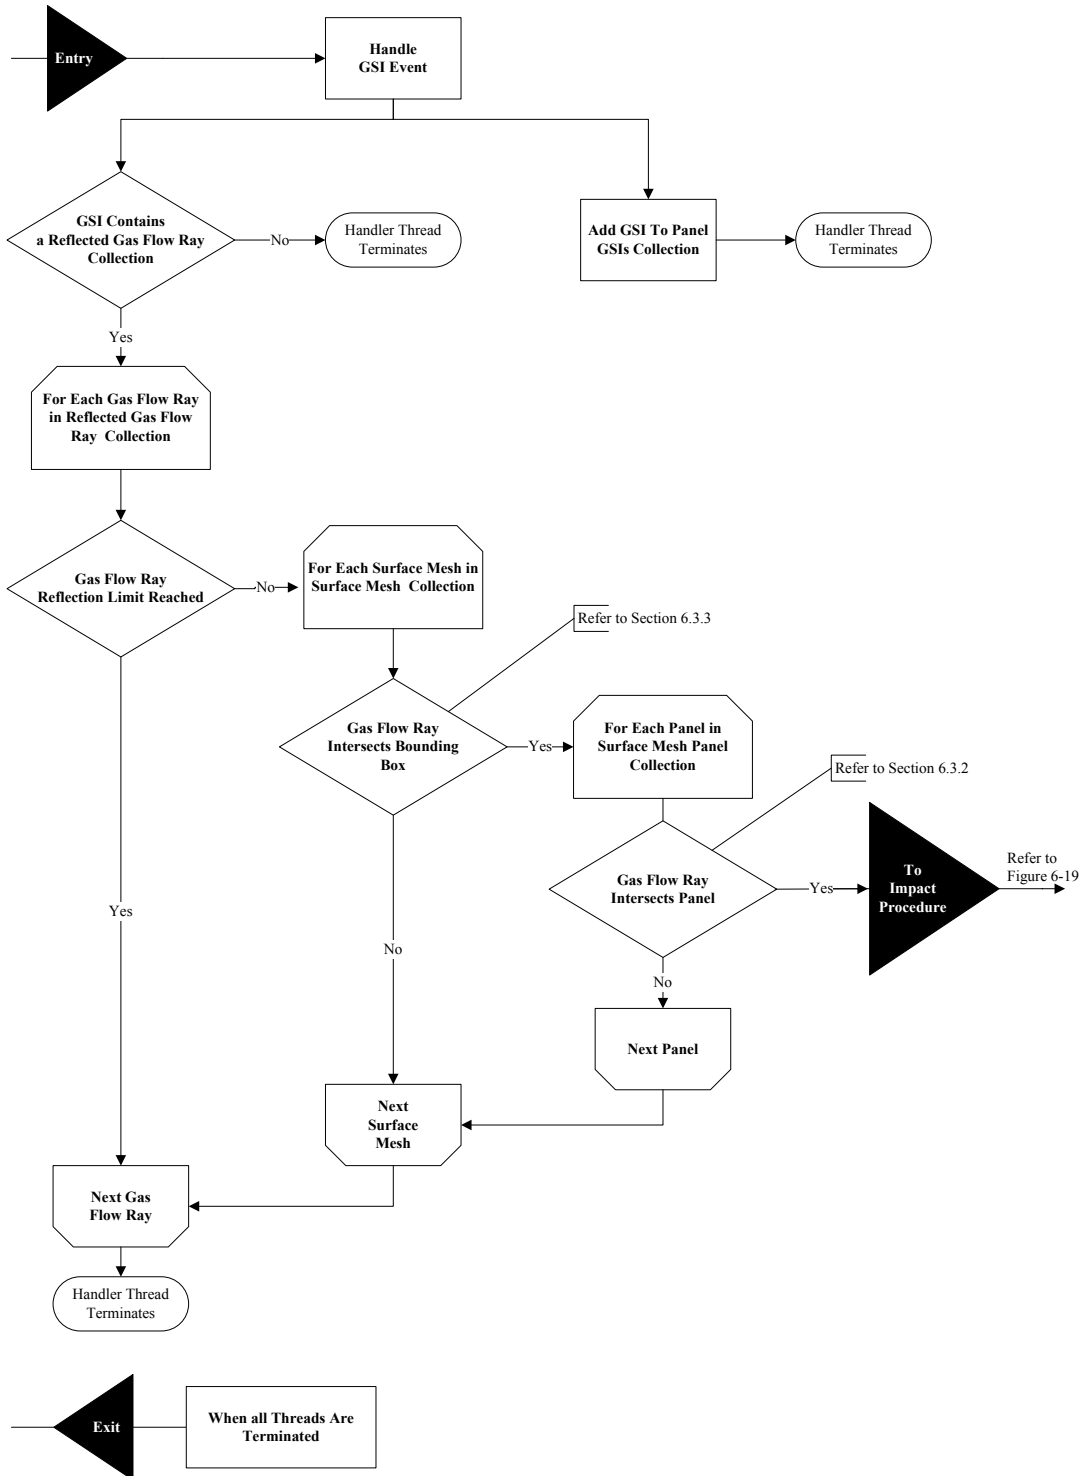 Entry
Handle
GSI Event
GSI Contains
a Reflected Gas Flow Ray
Collection
No
Handler Thread
Terminates
Add GSI To Panel
GSIs Collection
Handler Thread
Terminates
Yes
For Each Gas Flow Ray
in Reflected Gas Flow
Ray Collection
Gas Flow Ray
Reflection Limit Reached
No
For Each Surface Mesh in
Surface Mesh Collection
Refer to Section 6.3.3
Gas Flow Ray
Intersects Bounding
Box
Yes
For Each Panel in
Surface Mesh Panel
Collection
Refer to Section 6.3.2
Gas Flow Ray
Intersects Panel
Yes
To
Impact
Procedure
Refer to
Figure 6-19
Yes
No
No
Next Panel
Next
Surface
Mesh
Next Gas
Flow Ray
Handler Thread
Terminates
Exit
When all Threads Are
Terminated